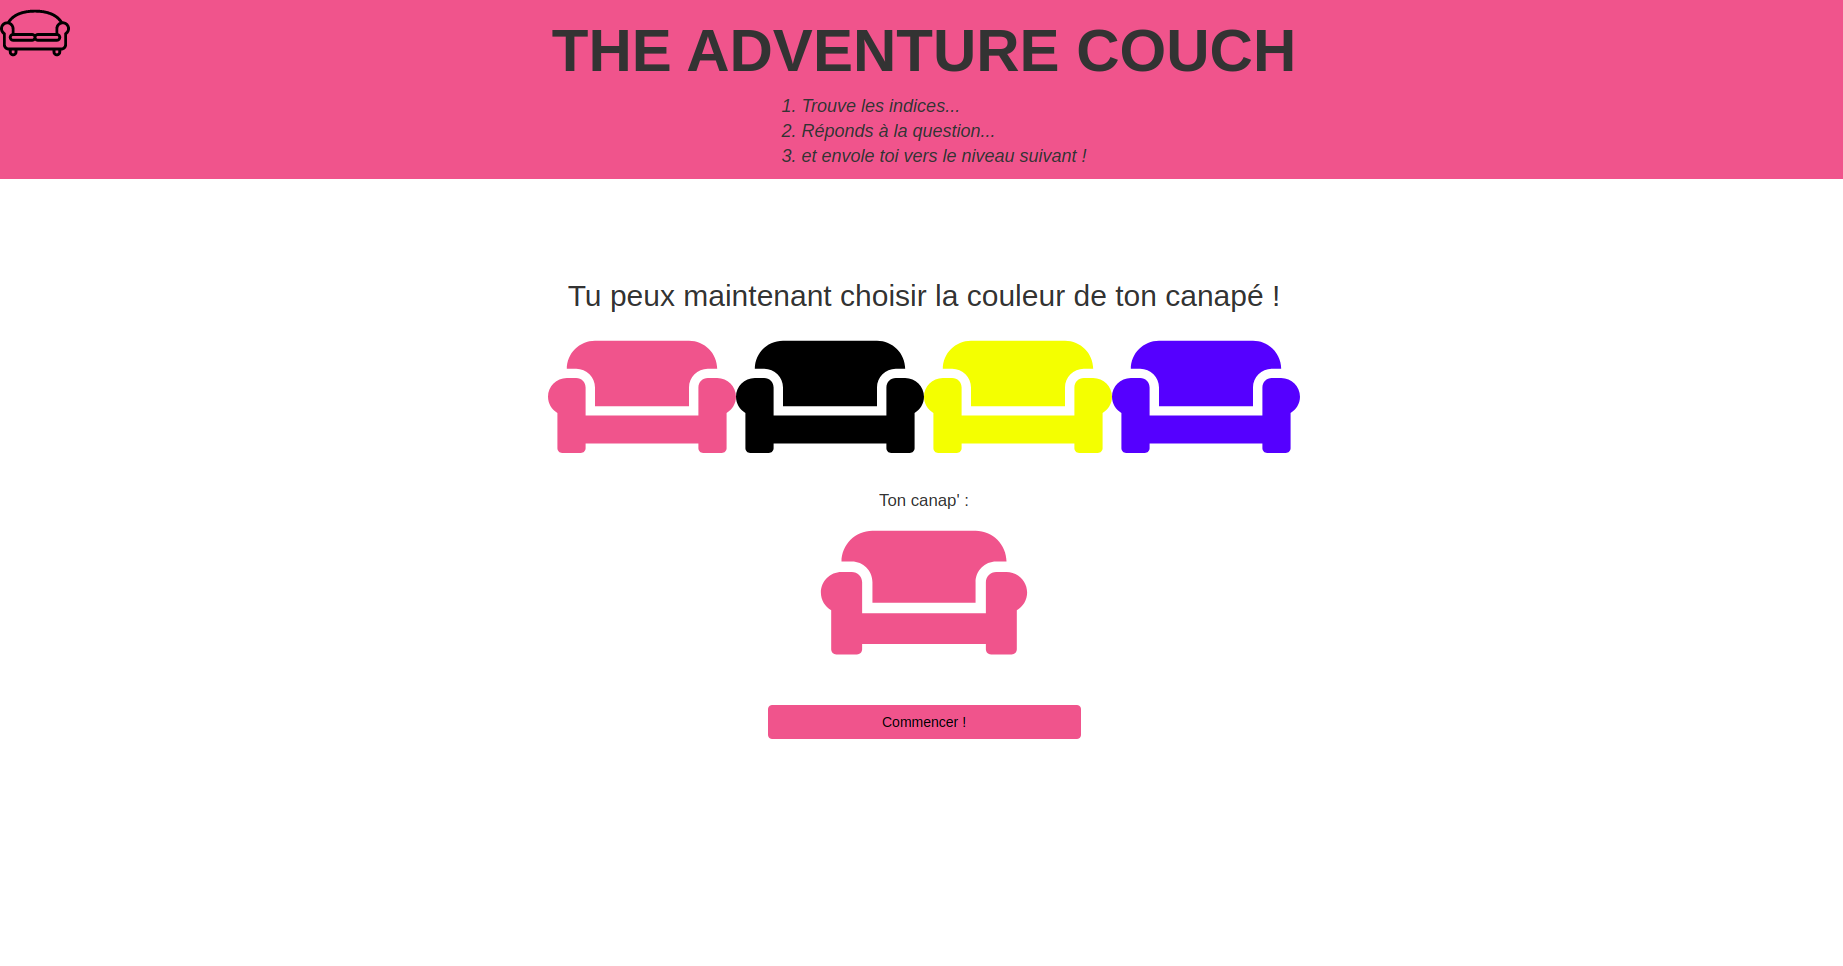 THE ADVENTURE COUCH
1. Trouve les indices...
2. Réponds à la question...
3. et envole toi vers le niveau suivant !
Tu peux maintenant choisir la couleur de ton canapé !
Ton canap' :
Commencer !